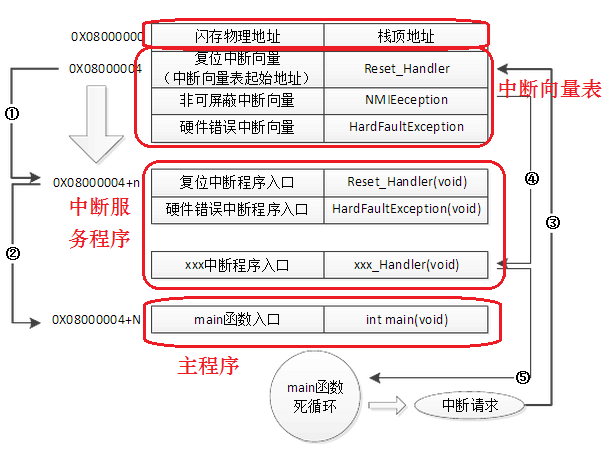 0X08000000 闪存物理地址 栈顶地址
0X08000004 复位中断向量 Reset_Handler
(中断向量表起始地址)
中断向量表
非可屏蔽中断向量 NMIEeception
①
硬件错误中断向量 HardFaultException
④
0X08000004+n 复位中断程序入口 Reset_Handler(void)
中断服
务程序
硬件错误中断程序入口 HardFaultException(void)
③
②
xxx中断程序入口 xxx_Handler(void)
0X08000004+N main函数入口 int main(void)
主程序
⑤
main函数
死循环
中断请求